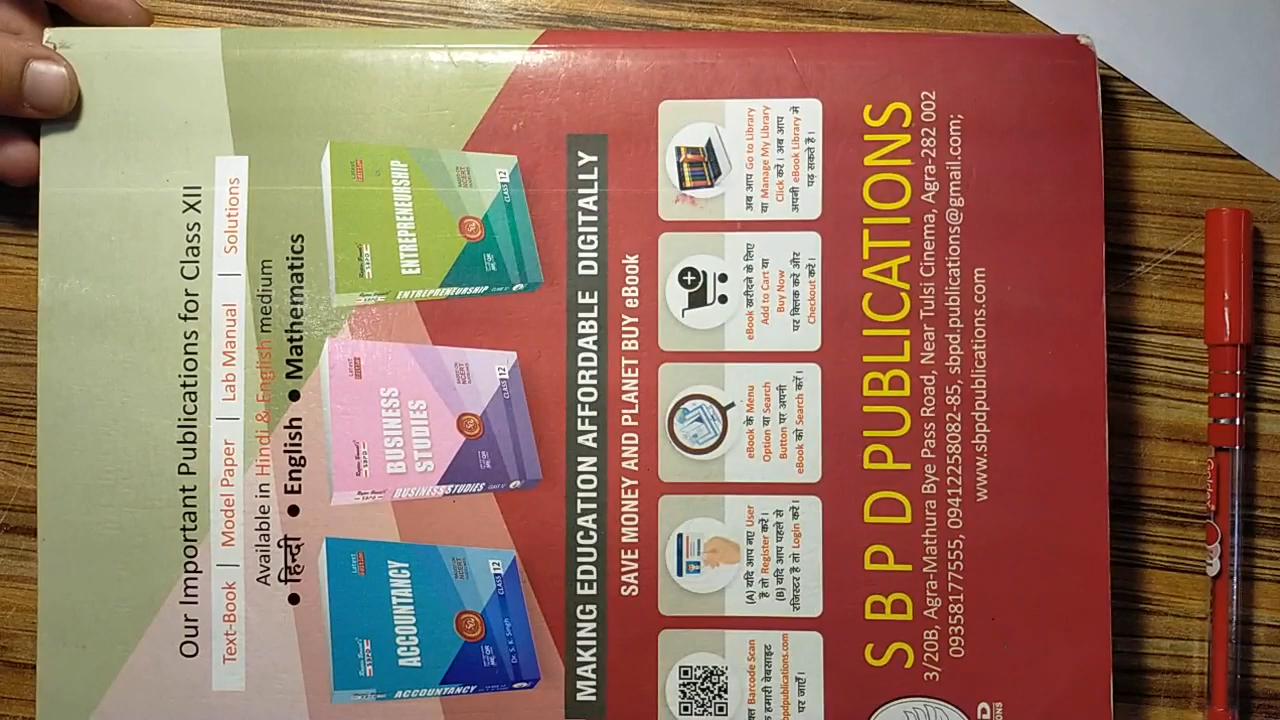 Our Important Publications for Class XII
Text-Book | Model Paper | Lab Manual | Solutions
Available in Hindi & English medium
• हिन्दी • English • Mathematics
ACCOUNTANCY
Dr. S. K. Singh
CLASS 12
ACCOUNTANCY
BUSINESS STUDIES
CLASS 12
BUSINESS STUDIES
ENTREPRENEURSHIP
CLASS 12
ENTREPRENEURSHIP
MAKING EDUCATION AFFORDABLE DIGITALLY
SAVE MONEY AND PLANET BUY eBook
Barcode Scan
हमारी वेबसाइट
पर जाएँ।
(A) यदि आप नए User
हैं तो Register करें।
(B) यदि आप पहले से
रजिस्टर हैं तो Login करें।
eBook के Menu
Option या Search
Button पर अपनी
eBook को Search करें।
eBook खरीदने के लिए
Add to Cart या
Buy Now
पर क्लिक करें और
Checkout करें।
अब आप Go to Library
या Manage My Library
Click करें। अब आप
अपनी eBook Library में
पढ़ सकते हैं।
S B P D PUBLICATIONS
3/20B, Agra-Mathura Bye Pass Road, Near Tulsi Cinema, Agra-282 002
09358177555, 09412258082-85, sbpd.publications@gmail.com;
www.sbpdpublications.com